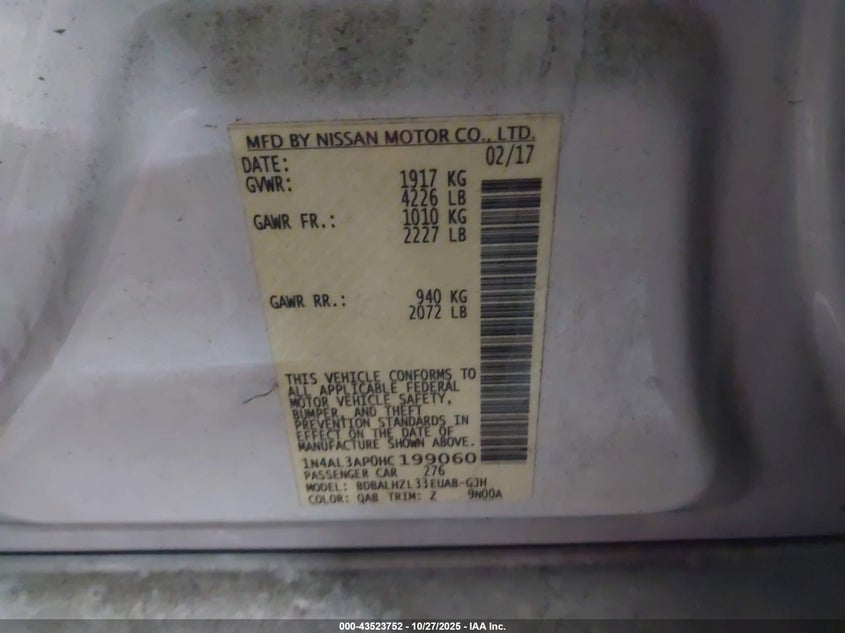 MFD BY NISSAN MOTOR CO., LTD.
DATE: 02/17
GVWR: 1917 KG
4226 LB
GAWR FR.: 1010 KG
2227 LB
GAWR RR.: 940 KG
2072 LB
THIS VEHICLE CONFORMS TO
ALL APPLICABLE FEDERAL
MOTOR VEHICLE SAFETY,
BUMPER, AND THEFT
PREVENTION STANDARDS IN
EFFECT ON THE DATE OF
MANUFACTURE SHOWN ABOVE.
1N4AL3AP0HC199060
PASSENGER CAR 276
MODEL: BDBALHZL33EUAB-GJH
COLOR: QAB TRIM: Z 9N00A
000-43523752 - 10/27/2025 - IAA Inc.